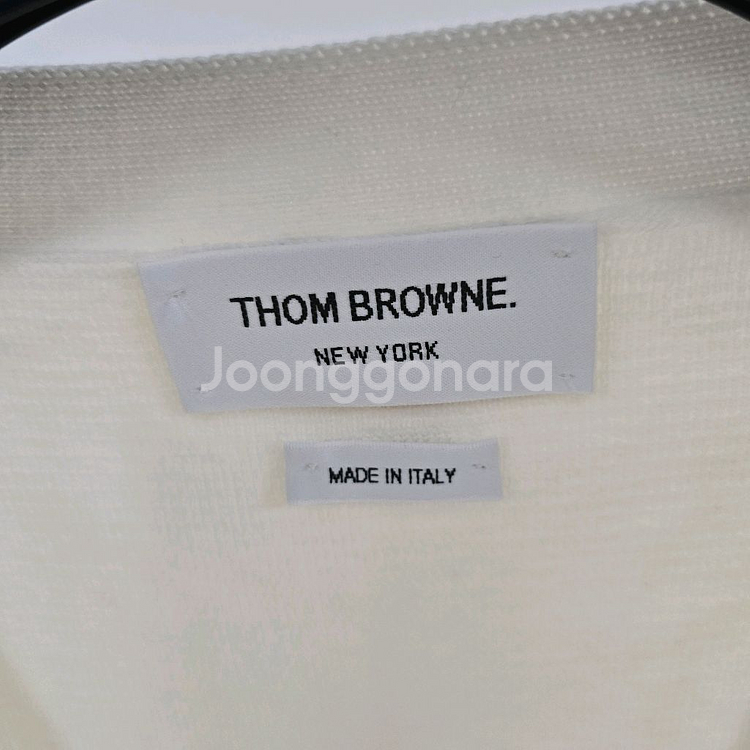 THOM BROWNE.
NEW YORK
Joonggonara
MADE IN ITALY